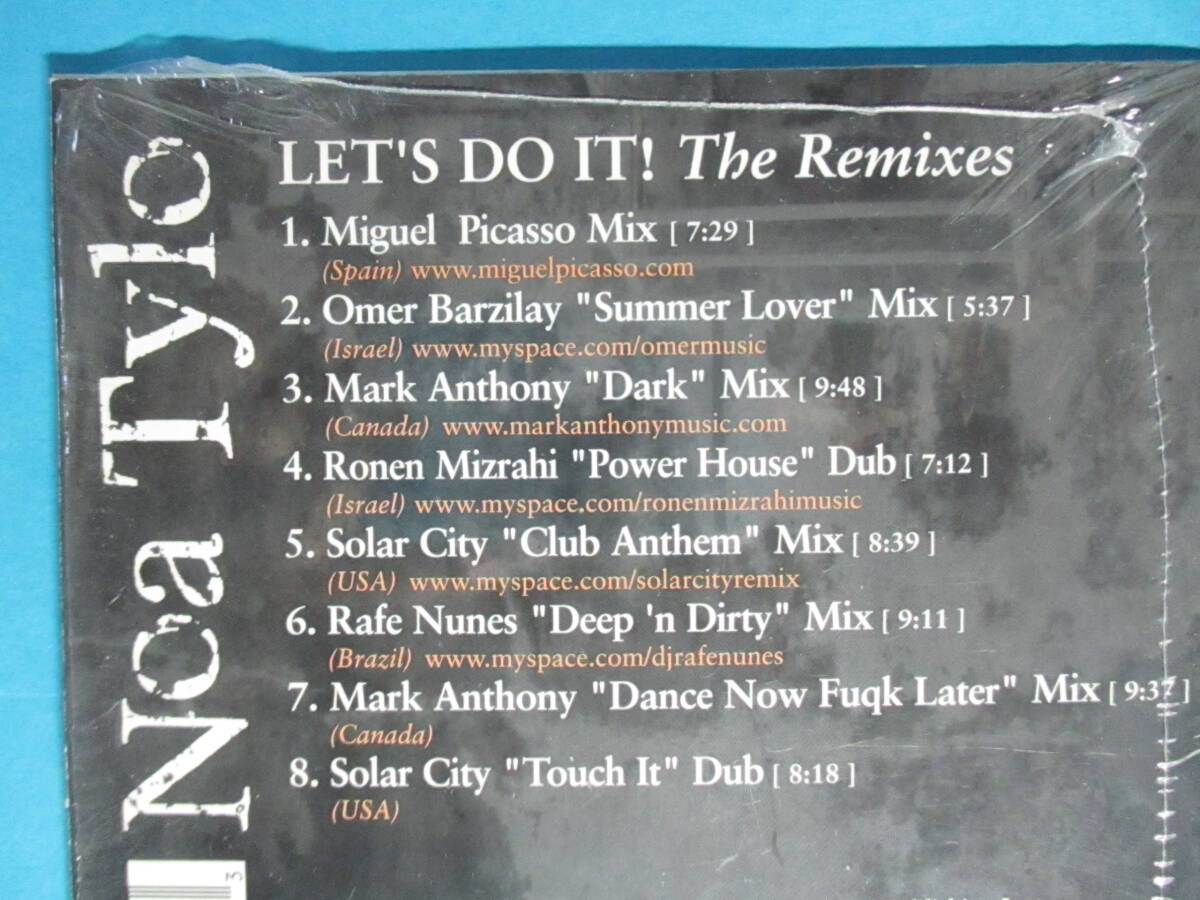 LET'S DO IT! The Remixes
1. Miguel Picasso Mix [ 7:29 ]
(Spain) www.miguelpicasso.com
2. Omer Barzilay "Summer Lover" Mix [ 5:37 ]
(Israel) www.myspace.com/omermusic
3. Mark Anthony "Dark" Mix [ 9:48 ]
(Canada) www.markanthonymusic.com
4. Ronen Mizrahi "Power House" Dub [ 7:12 ]
(Israel) www.myspace.com/ronenmizrahimusic
5. Solar City "Club Anthem" Mix [ 8:39 ]
(USA) www.myspace.com/solarcityremix
6. Rafe Nunes "Deep 'n Dirty" Mix [ 9:11 ]
(Brazil) www.myspace.com/djrafenunes
7. Mark Anthony "Dance Now Fuqk Later" Mix [ 9:37 ]
(Canada)
8. Solar City "Touch It" Dub [ 8:18 ]
(USA)
Noa Tylo
3